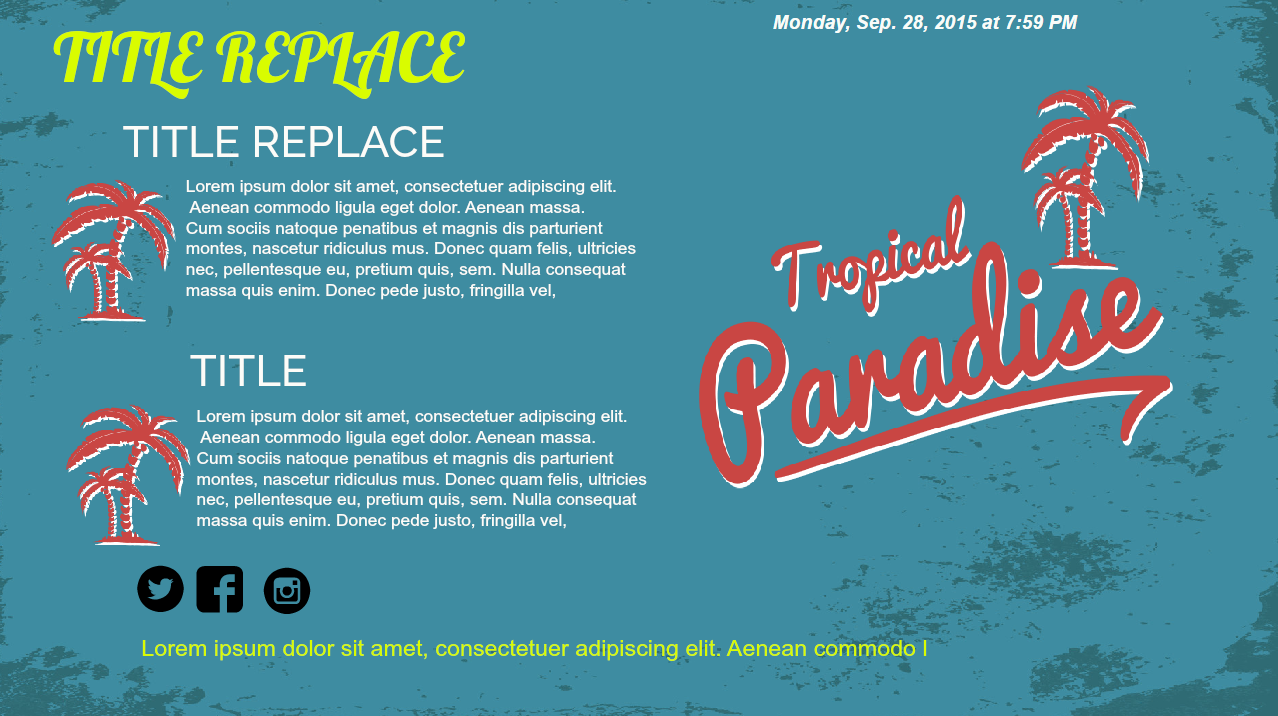 Monday, Sep. 28, 2015 at 7:59 PM
TITLE REPLACE
TITLE REPLACE
Lorem ipsum dolor sit amet, consectetuer adipiscing elit.
Aenean commodo ligula eget dolor. Aenean massa.
Cum sociis natoque penatibus et magnis dis parturient
montes, nascetur ridiculus mus. Donec quam felis, ultricies
nec, pellentesque eu, pretium quis, sem. Nulla consequat
massa quis enim. Donec pede justo, fringilla vel,
TITLE
Lorem ipsum dolor sit amet, consectetuer adipiscing elit.
Aenean commodo ligula eget dolor. Aenean massa.
Cum sociis natoque penatibus et magnis dis parturient
montes, nascetur ridiculus mus. Donec quam felis, ultricies
nec, pellentesque eu, pretium quis, sem. Nulla consequat
massa quis enim. Donec pede justo, fringilla vel,
Tropical
Paradise
Lorem ipsum dolor sit amet, consectetuer adipiscing elit. Aenean commodo l